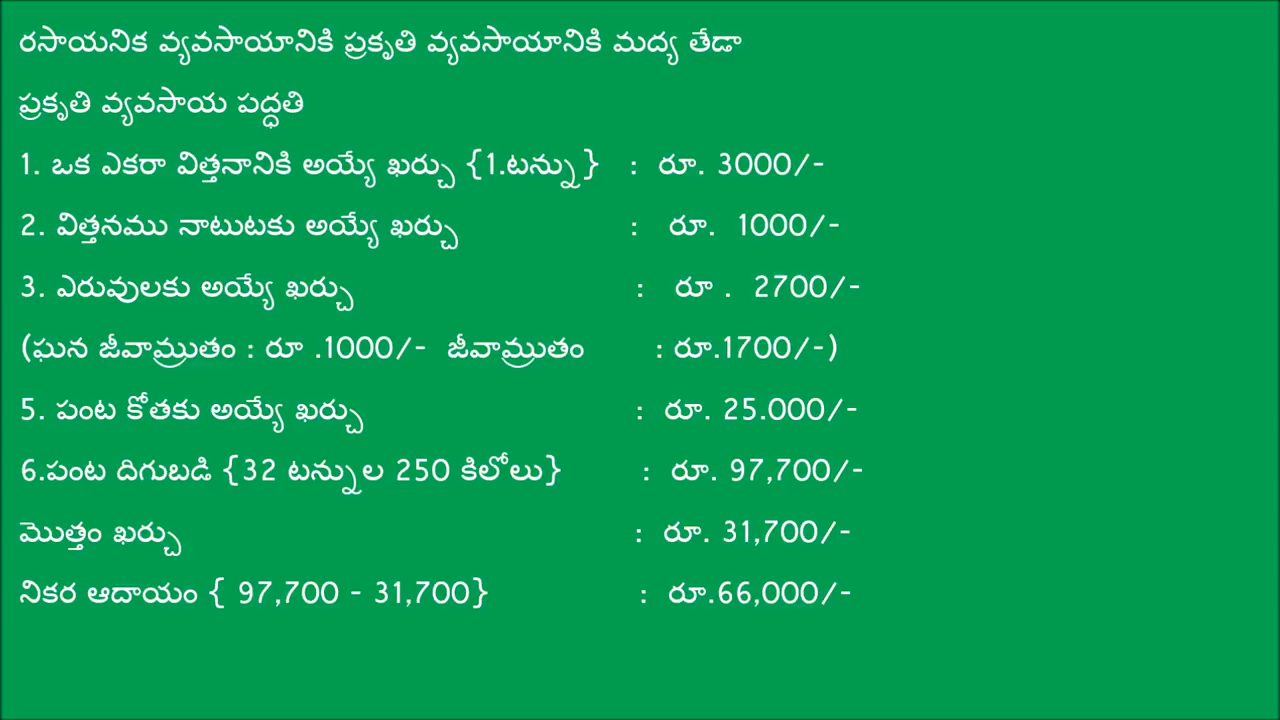 రసాయనిక వ్యవసాయానికి ప్రకృతి వ్యవసాయానికి మద్య తేడా
ప్రకృతి వ్యవసాయ పద్ధతి
1. ఒక ఎకరా విత్తనానికి అయ్యే ఖర్చు {1.టన్ను} : రూ. 3000/-
2. విత్తనము నాటుటకు అయ్యే ఖర్చు : రూ. 1000/-
3. ఎరువులకు అయ్యే ఖర్చు : రూ . 2700/-
(ఘన జీవామ్రుతం : రూ .1000/- జీవామ్రుతం : రూ.1700/-)
5. పంట కోతకు అయ్యే ఖర్చు : రూ. 25.000/-
6.పంట దిగుబడి {32 టన్నుల 250 కిలోలు} : రూ. 97,700/-
మొత్తం ఖర్చు : రూ. 31,700/-
నికర ఆదాయం { 97,700 - 31,700} : రూ.66,000/-